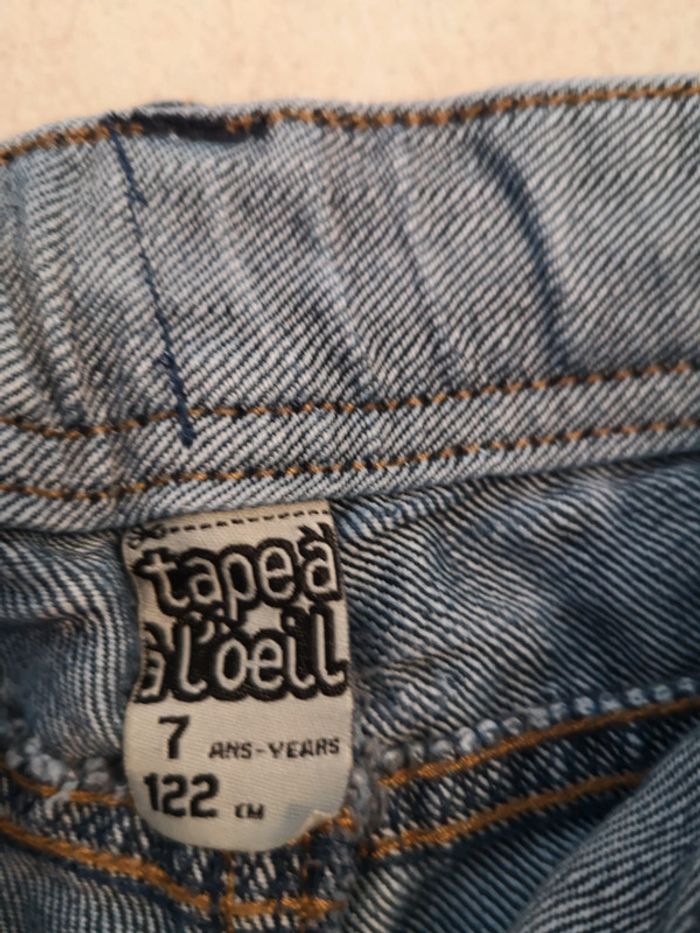 tape à
à l'oeil
7 ANS-YEARS
122 CM